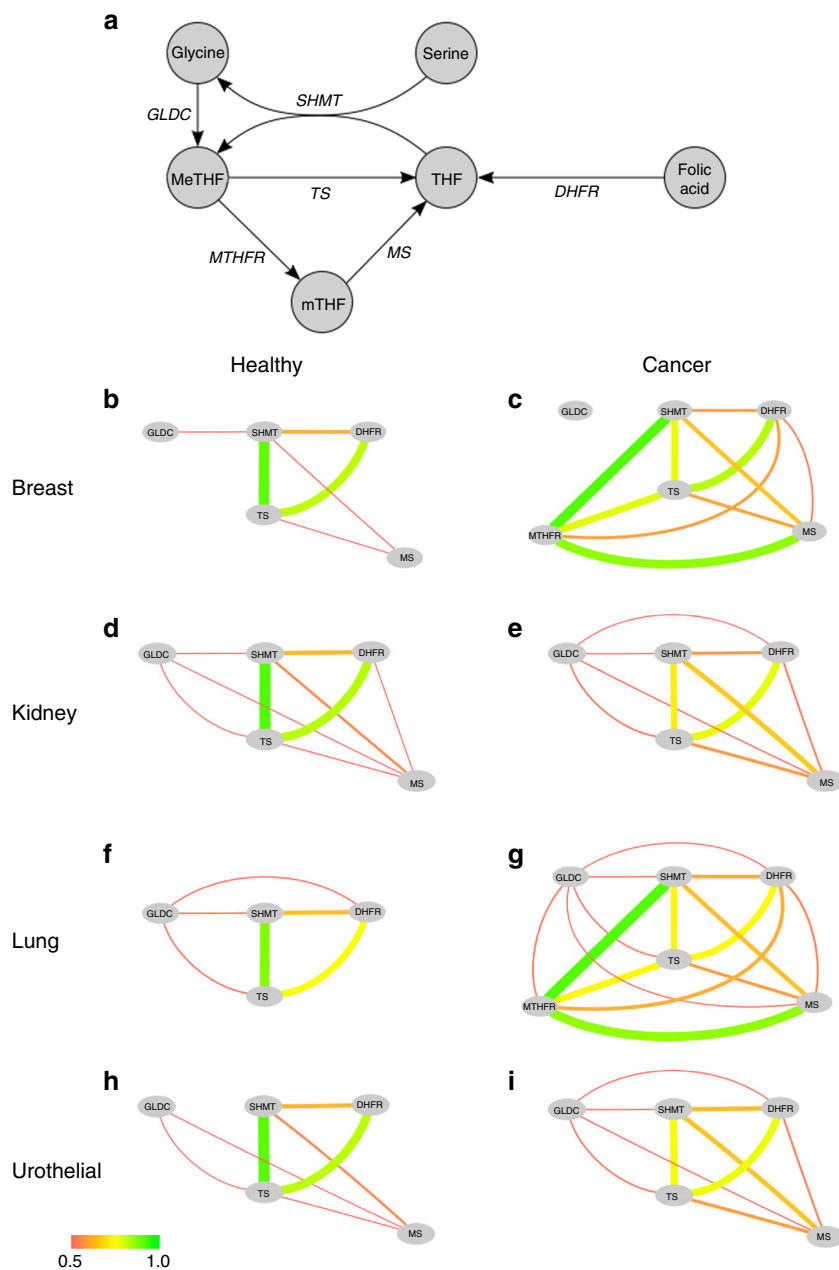 a
Glycine
Serine
SHMT
GLDC
MeTHF
THF
Folic
acid
TS
DHFR
MTHFR
MS
mTHF
Healthy
Cancer
Breast
b
GLDC
SHMT
DHFR
TS
MS
c
GLDC
SHMT
DHFR
TS
MTHFR
MS
Kidney
d
GLDC
SHMT
DHFR
TS
MS
e
GLDC
SHMT
DHFR
TS
MS
Lung
f
GLDC
SHMT
DHFR
TS
g
GLDC
SHMT
DHFR
TS
MTHFR
MS
Urothelial
h
GLDC
SHMT
DHFR
TS
MS
i
GLDC
SHMT
DHFR
TS
MS
0.5 1.0